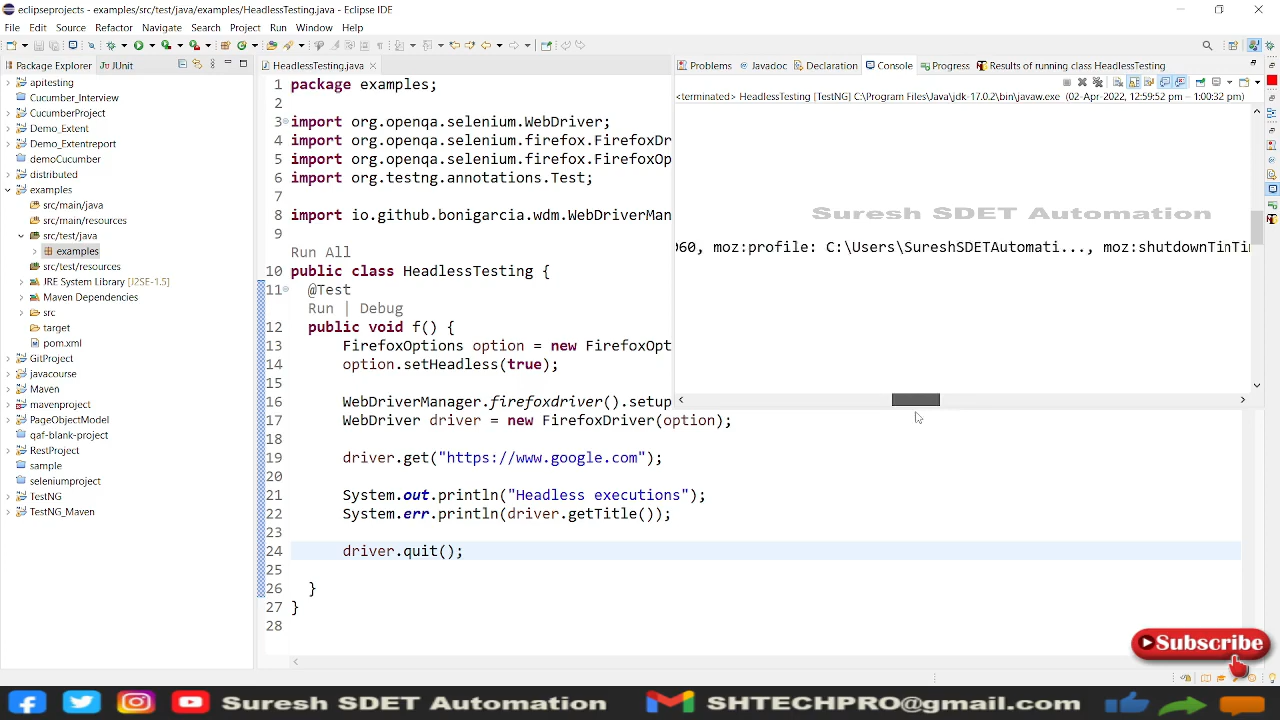 eclipseprojects - examples/src/test/java/examples/HeadlessTesting.java - Eclipse IDE
File Edit Source Refactor Navigate Search Project Run Window Help
Package Explorer JUnit
apitesting
Cucumber_Interview
CucumberProject
Demo_Extent
Demo_Extentreport
demoCucumber
distributed
examples
src/main/java
src/main/resources
src/test/java
examples
src/test/resources
JRE System Library [J2SE-1.5]
Maven Dependencies
src
target
pom.xml
GitProject
javacourse
Maven
mavenproject
PageObjectModel
qaf-blank-project
RestProject
sample
seleniumproject
TestNG
TestNG_Maven
HeadlessTesting.java
1 package examples;
2
3 import org.openqa.selenium.WebDriver;
4 import org.openqa.selenium.firefox.FirefoxDr
5 import org.openqa.selenium.firefox.FirefoxOp
6 import org.testng.annotations.Test;
7
8 import io.github.bonigarcia.wdm.WebDriverMan
9
Run All
10 public class HeadlessTesting {
11 @Test
Run | Debug
12 public void f() {
13 FirefoxOptions option = new FirefoxOpt
14 option.setHeadless(true);
15
16 WebDriverManager.firefoxdriver().setup
17 WebDriver driver = new FirefoxDriver(option);
18
19 driver.get("https://www.google.com");
20
21 System.out.println("Headless executions");
22 System.err.println(driver.getTitle());
23
24 driver.quit();
25
26 }
27 }
28
Problems Javadoc Declaration Console Progress Results of running class HeadlessTesting
<terminated> HeadlessTesting [TestNG] C:\Program Files\Java\jdk-17.0.2\bin\javaw.exe (02-Apr-2022, 12:59:52 pm – 1:00:32 pm)
Suresh SDET Automation
060, moz:profile: C:\Users\SureshSDETAutomati..., moz:shutdownTimTim
Subscribe
Suresh SDET Automation
SHTECHPRO@gmail.com